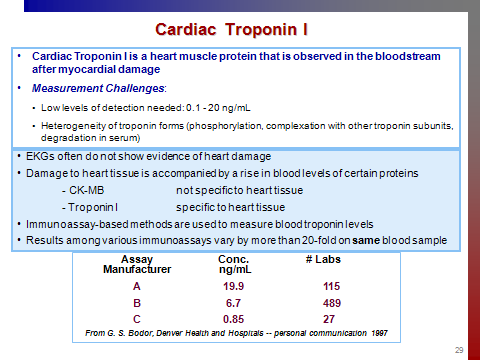 Cardiac Troponin I
• Cardiac Troponin I is a heart muscle protein that is observed in the bloodstream
after myocardial damage
• Measurement Challenges:
• Low levels of detection needed: 0.1 - 20 ng/mL
• Heterogeneity of troponin forms (phosphorylation, complexation with other troponin subunits,
degradation in serum)
• EKGs often do not show evidence of heart damage
• Damage to heart tissue is accompanied by a rise in blood levels of certain proteins
- CK-MB not specific to heart tissue
- Troponin I specific to heart tissue
• Immunoassay-based methods are used to measure blood troponin levels
• Results among various immunoassays vary by more than 20-fold on same blood sample
Assay Conc. # Labs
Manufacturer ng/mL
A 19.9 115
B 6.7 489
C 0.85 27
From G. S. Bodor, Denver Health and Hospitals -- personal communication 1997
29